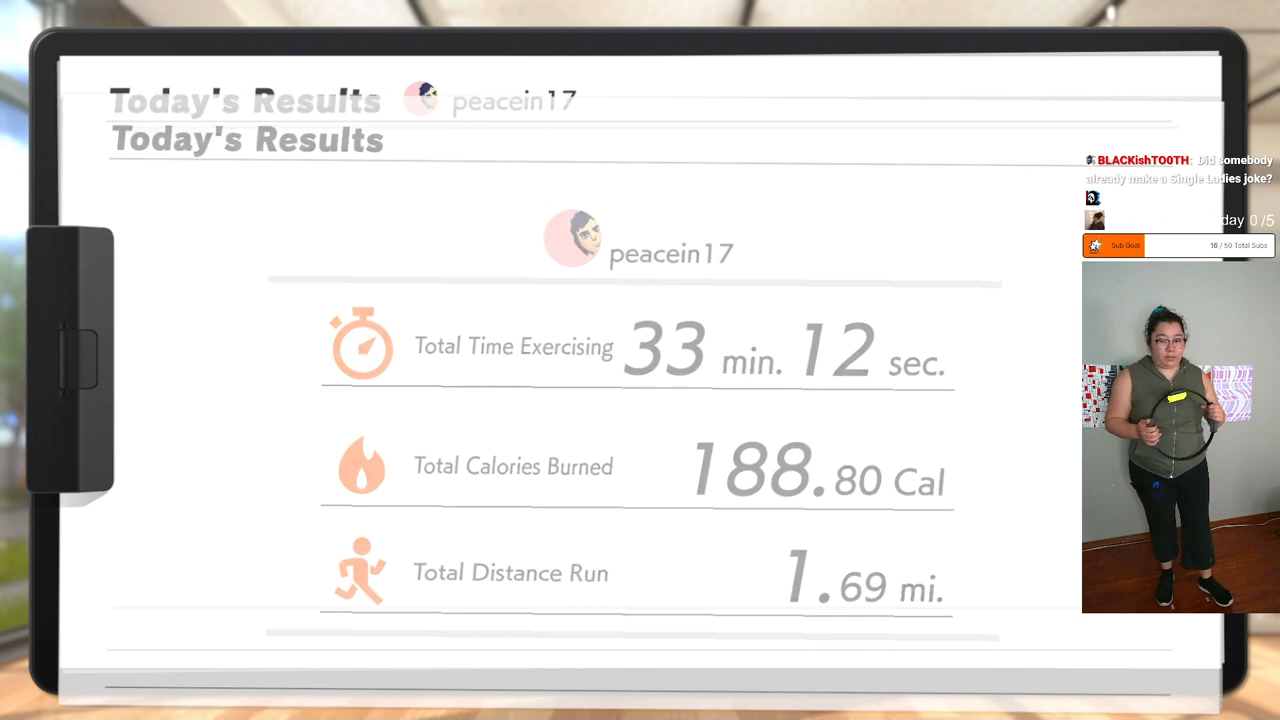 Today's Results peacein17
Today's Results
BLACKishTO0TH: Did somebody
already make a Single Ladies joke?
day 0/5
Sub Goal 16 / 50 Total Subs
peacein17
Total Time Exercising 33 min. 12 sec.
Total Calories Burned 188.80 Cal
Total Distance Run 1.69 mi.